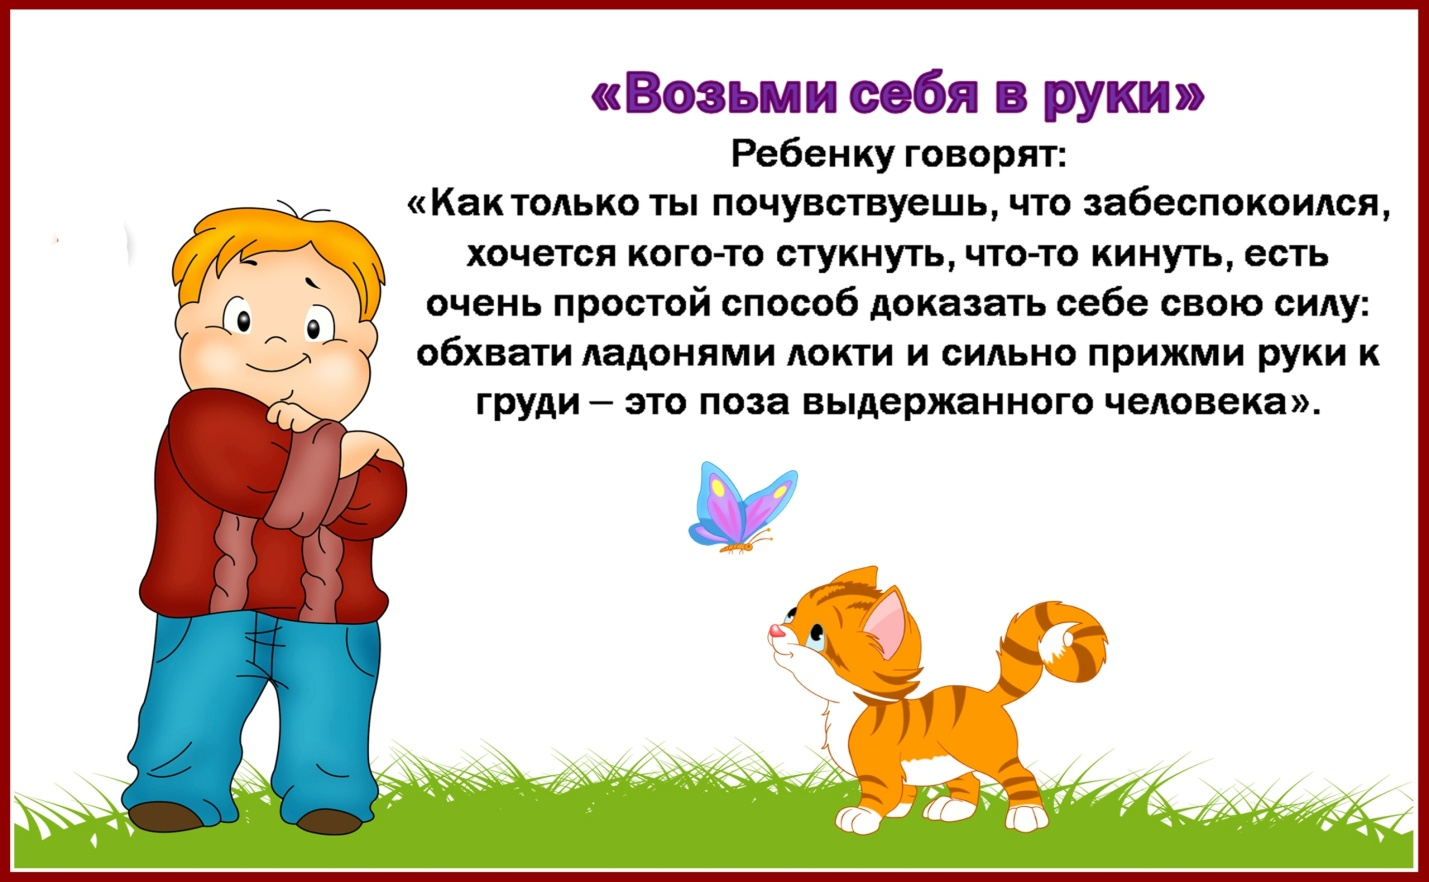 «Возьми себя в руки»
Ребенку говорят:
«Как только ты почувствуешь, что забеспокоился,
хочется кого-то стукнуть, что-то кинуть, есть
очень простой способ доказать себе свою силу:
обхвати ладонями локти и сильно прижми руки к
груди – это поза выдержанного человека».